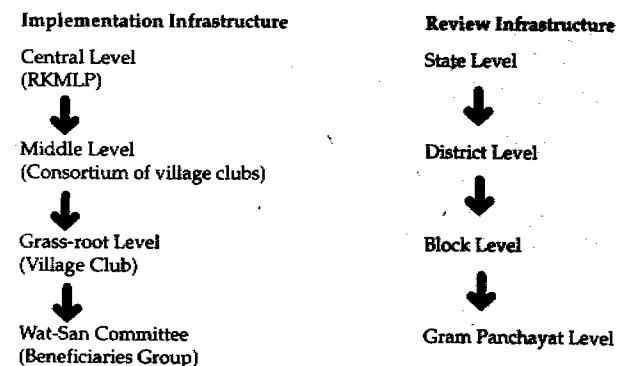 Implementation Infrastructure
Central Level
(RKMLP)
Middle Level
(Consortium of village clubs)
Grass-root Level
(Village Club)
Wat-San Committee
(Beneficiaries Group)
Review Infrastructure
State Level
District Level
Block Level
Gram Panchayat Level